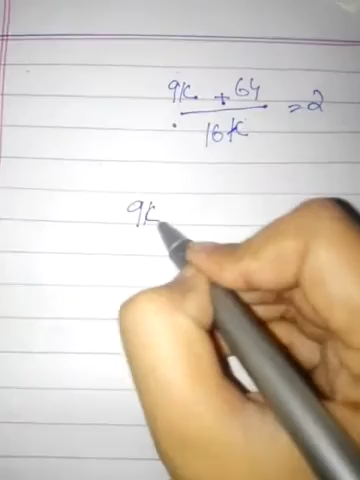 9K + 64
16K
= 2
9K